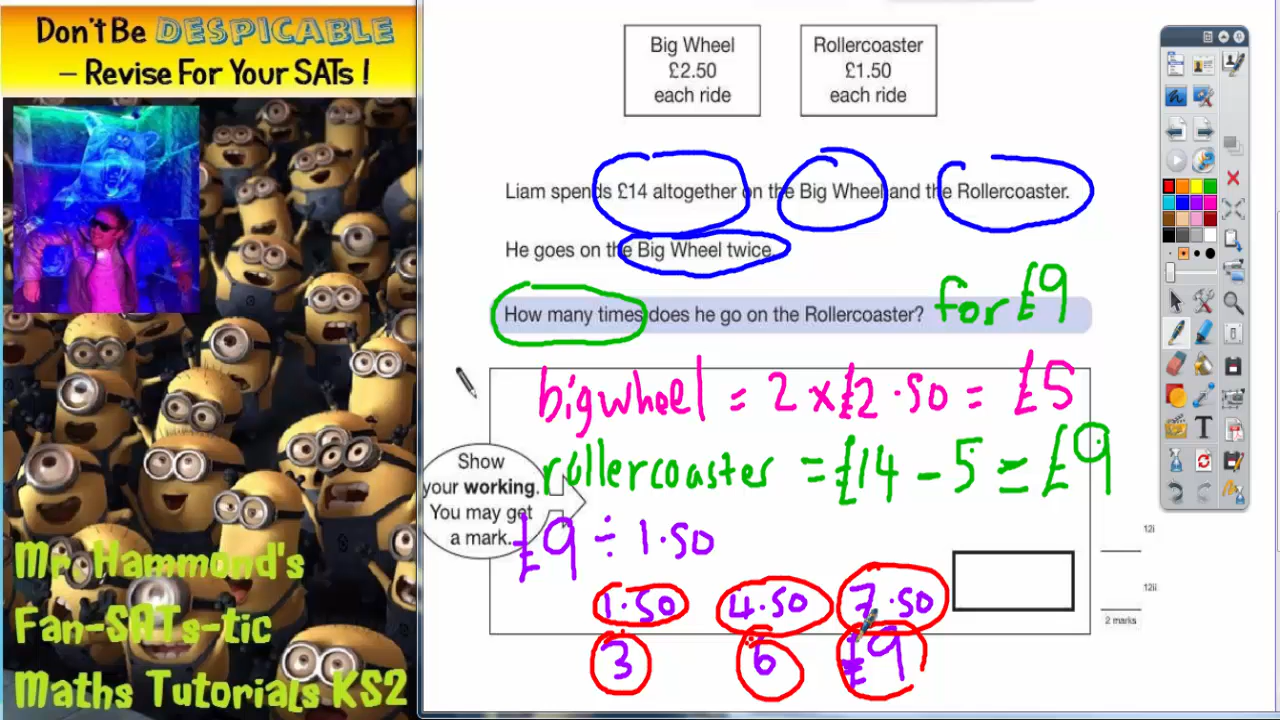 Don't Be DESPICABLE
– Revise For Your SATs !
Mr. Hammond's
Fan-SATs-tic
Maths Tutorials KS2
Big Wheel
£2.50
each ride
Rollercoaster
£1.50
each ride
Liam spends £14 altogether on the Big Wheel and the Rollercoaster.
He goes on the Big Wheel twice.
How many times does he go on the Rollercoaster? for £9
bigwheel = 2 x £2.50 = £5
rollercoaster = £14 - 5 = £9
Show
your working.
You may get
a mark.
£9 ÷ 1.50
1.50 4.50 7.50
3 6 £9
12i
12ii
2 marks